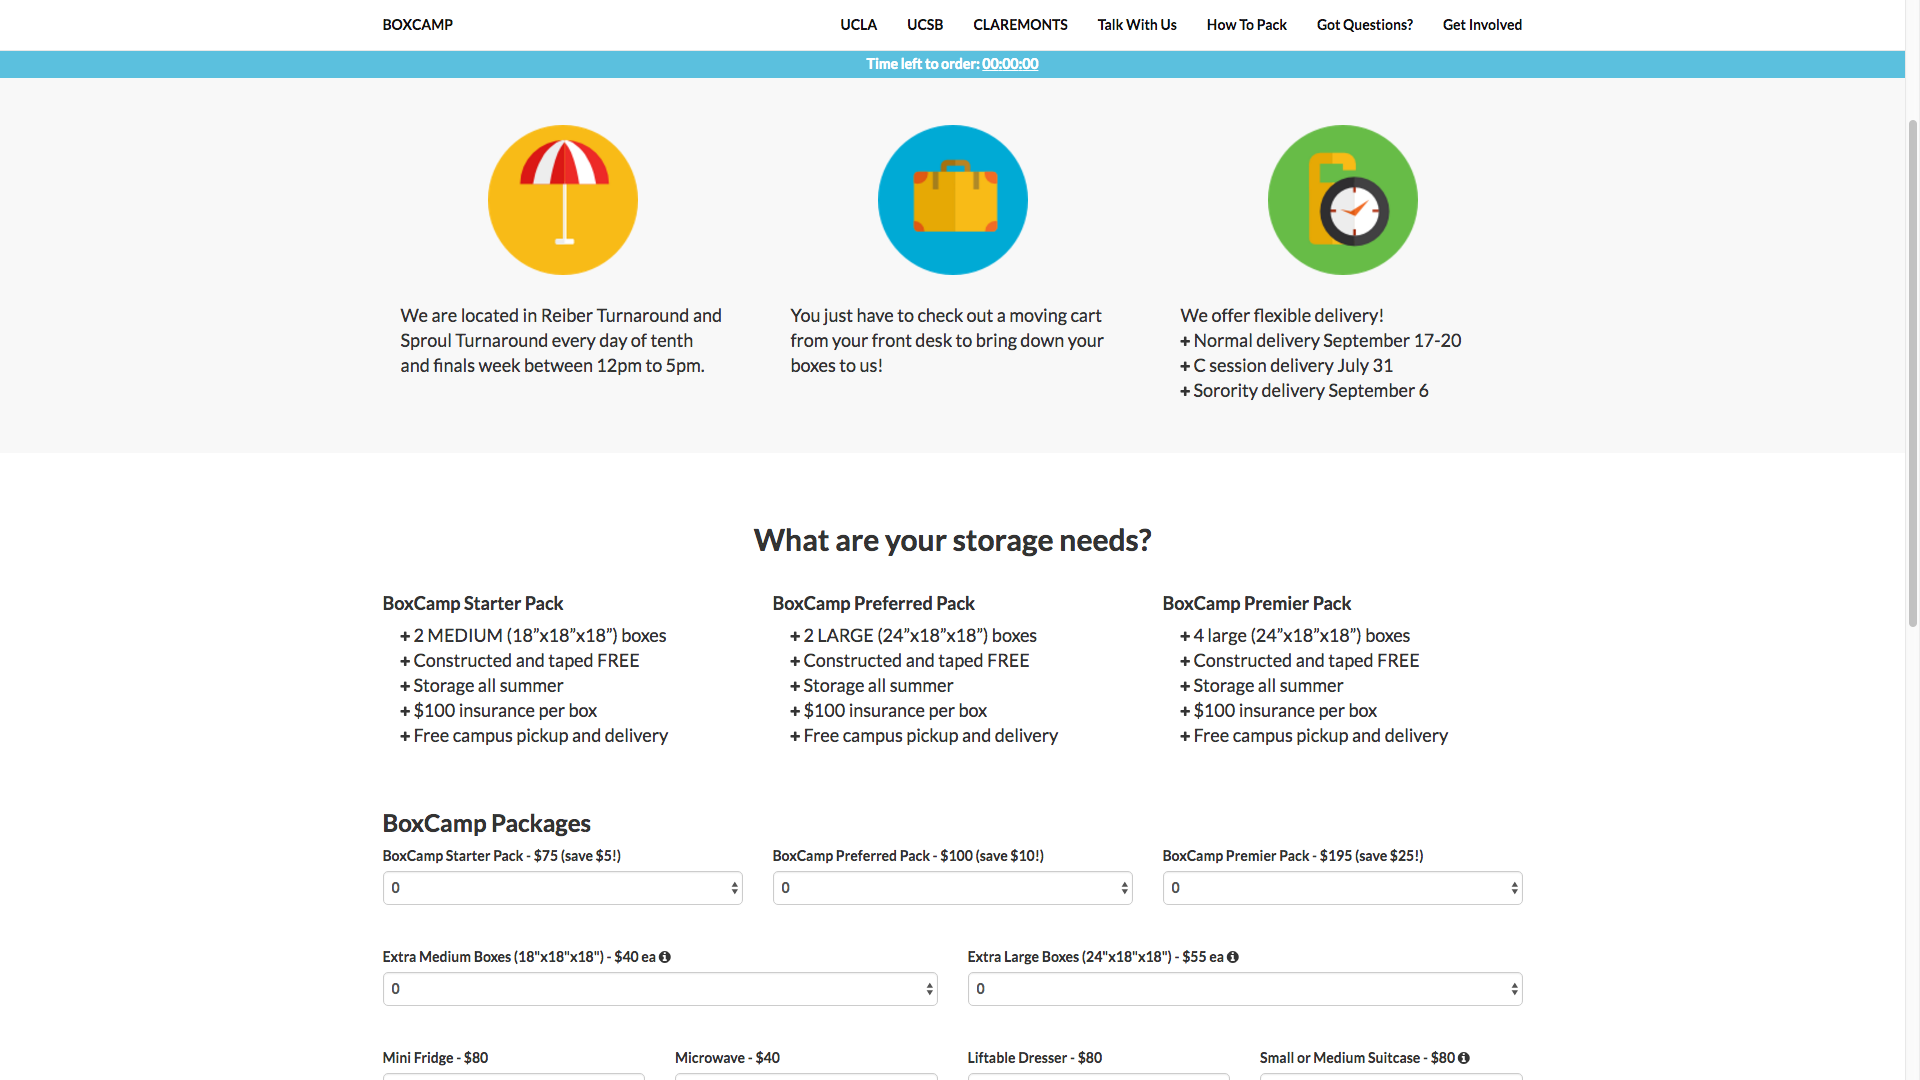 BOXCAMP
UCLA
UCSB
CLAREMONTS
Talk With Us
How To Pack
Got Questions?
Get Involved
Time left to order: 00:00:00
We are located in Reiber Turnaround and
Sproul Turnaround every day of tenth
and finals week between 12pm to 5pm.
You just have to check out a moving cart
from your front desk to bring down your
boxes to us!
We offer flexible delivery!
+ Normal delivery September 17-20
+ C session delivery July 31
+ Sorority delivery September 6
What are your storage needs?
BoxCamp Starter Pack
+ 2 MEDIUM (18”x18”x18”) boxes
+ Constructed and taped FREE
+ Storage all summer
+ $100 insurance per box
+ Free campus pickup and delivery
BoxCamp Preferred Pack
+ 2 LARGE (24”x18”x18”) boxes
+ Constructed and taped FREE
+ Storage all summer
+ $100 insurance per box
+ Free campus pickup and delivery
BoxCamp Premier Pack
+ 4 large (24”x18”x18”) boxes
+ Constructed and taped FREE
+ Storage all summer
+ $100 insurance per box
+ Free campus pickup and delivery
BoxCamp Packages
BoxCamp Starter Pack - $75 (save $5!)
0
BoxCamp Preferred Pack - $100 (save $10!)
0
BoxCamp Premier Pack - $195 (save $25!)
0
Extra Medium Boxes (18"x18"x18") - $40 ea
0
Extra Large Boxes (24"x18"x18") - $55 ea
0
Mini Fridge - $80
Microwave - $40
Liftable Dresser - $80
Small or Medium Suitcase - $80